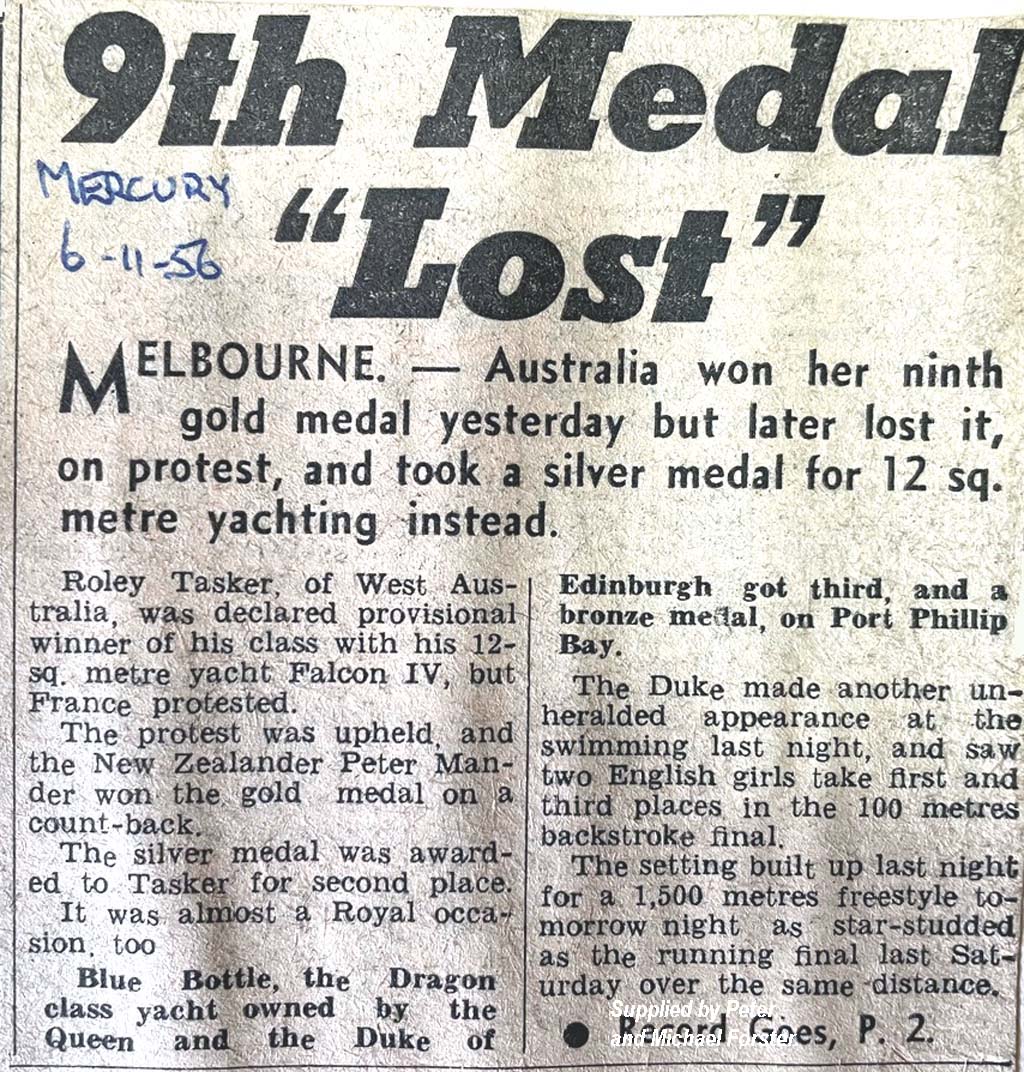 9th Medal
"Lost"
MERCURY
6-11-56
MELBOURNE. — Australia won her ninth
gold medal yesterday but later lost it,
on protest, and took a silver medal for 12 sq.
metre yachting instead.
Roley Tasker, of West Aus-
tralia, was declared provisional
winner of his class with his 12-
sq. metre yacht Falcon IV, but
France protested.
The protest was upheld, and
the New Zealander Peter Man-
der won the gold medal on a
count-back.
The silver medal was award-
ed to Tasker for second place.
It was almost a Royal occa-
sion, too
Blue Bottle, the Dragon
class yacht owned by the
Queen and the Duke of
Edinburgh got third, and a
bronze medal, on Port Phillip
Bay.
The Duke made another un-
heralded appearance at the
swimming last night, and saw
two English girls take first and
third places in the 100 metres
backstroke final.
The setting built up last night
for a 1,500 metres freestyle to-
morrow night as star-studded
as the running final last Sat-
urday over the same distance.
● Record Goes, P. 2.
Supplied by Peter
and Michael Forster